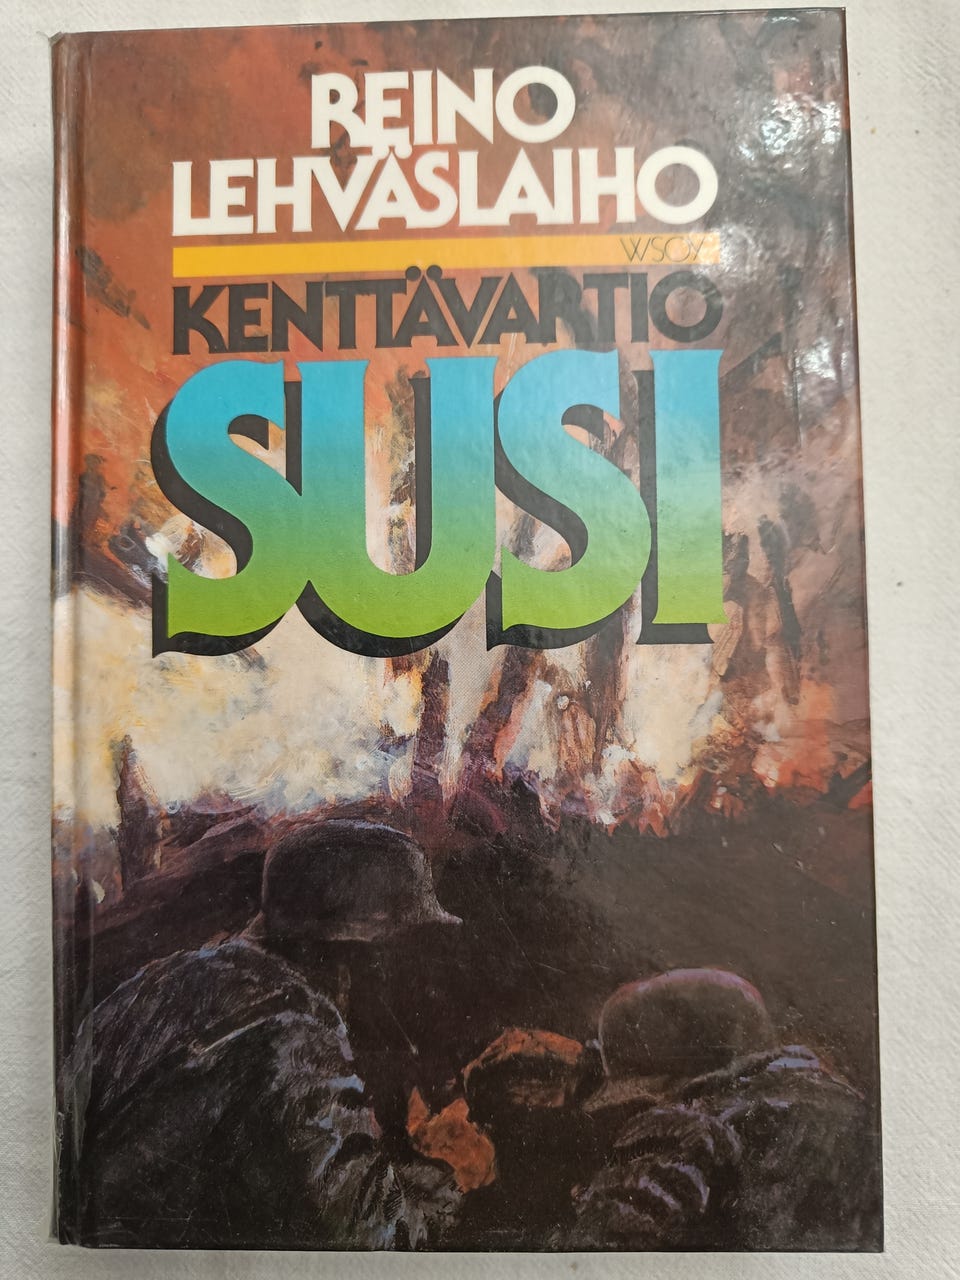 REINO
LEHVÄSLAIHO
WSOY
KENTTÄVARTIO
SUSI